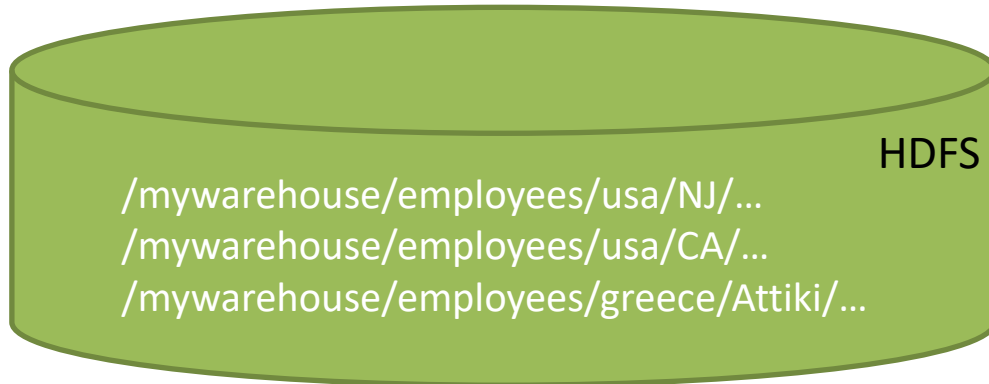 HDFS
/mywarehouse/employees/usa/NJ/…
/mywarehouse/employees/usa/CA/…
/mywarehouse/employees/greece/Attiki/…